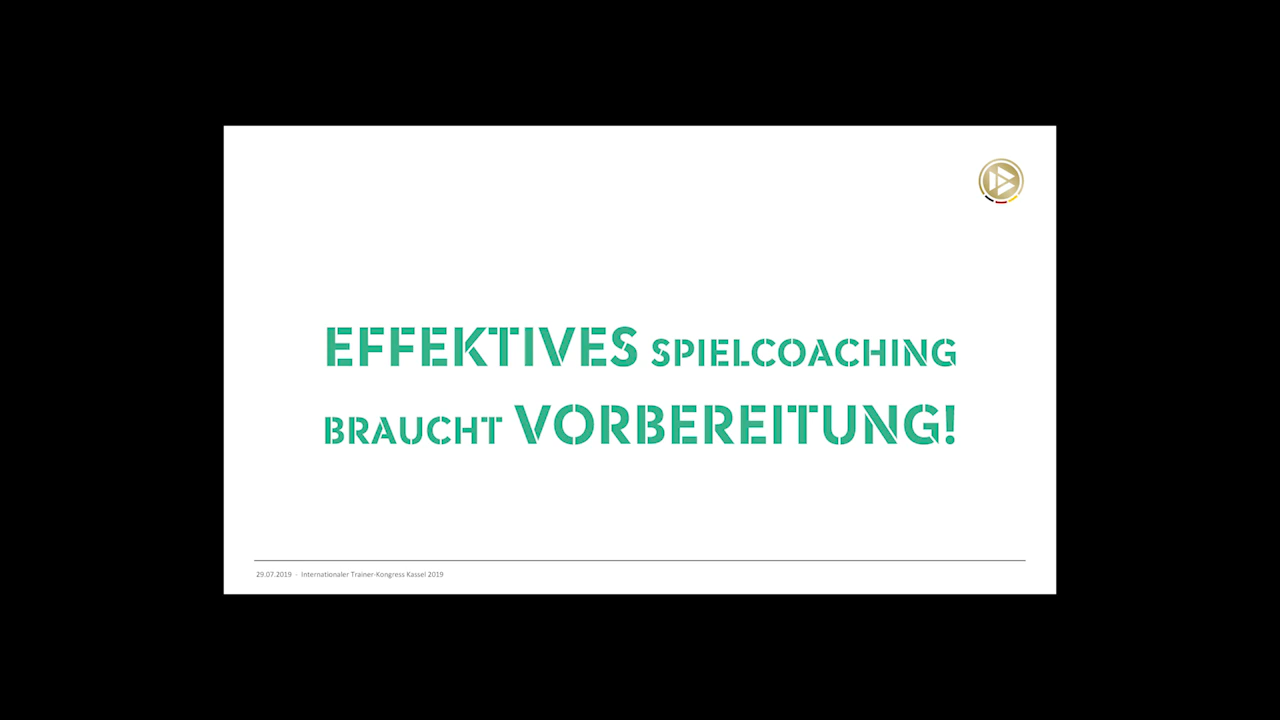 EFFEKTIVES SPIELCOACHING
BRAUCHT VORBEREITUNG!
29.07.2019 - Internationaler Trainer-Kongress Kassel 2019